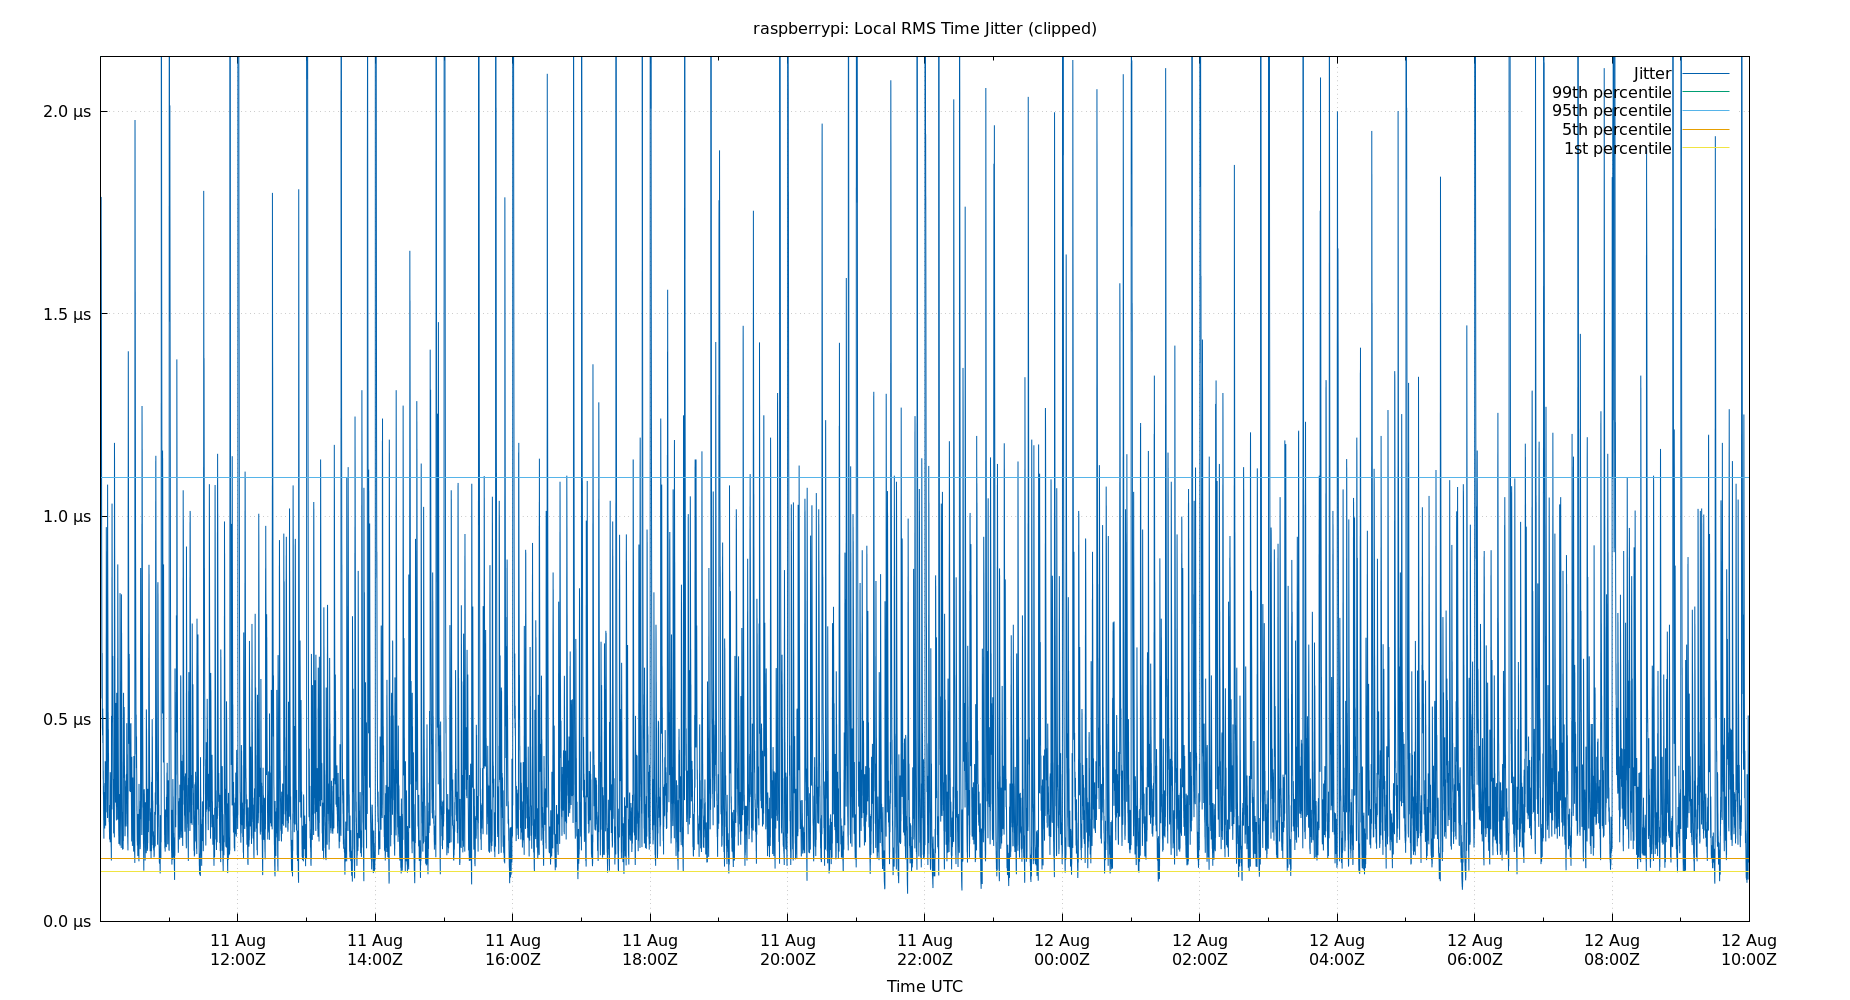 raspberrypi: Local RMS Time Jitter (clipped)
Jitter
99th percentile
95th percentile
5th percentile
1st percentile
2.0 µs
1.5 µs
1.0 µs
0.5 µs
0.0 µs
11 Aug 11 Aug 11 Aug 11 Aug 11 Aug 11 Aug 12 Aug 12 Aug 12 Aug 12 Aug 12 Aug 12 Aug
12:00Z 14:00Z 16:00Z 18:00Z 20:00Z 22:00Z 00:00Z 02:00Z 04:00Z 06:00Z 08:00Z 10:00Z
Time UTC